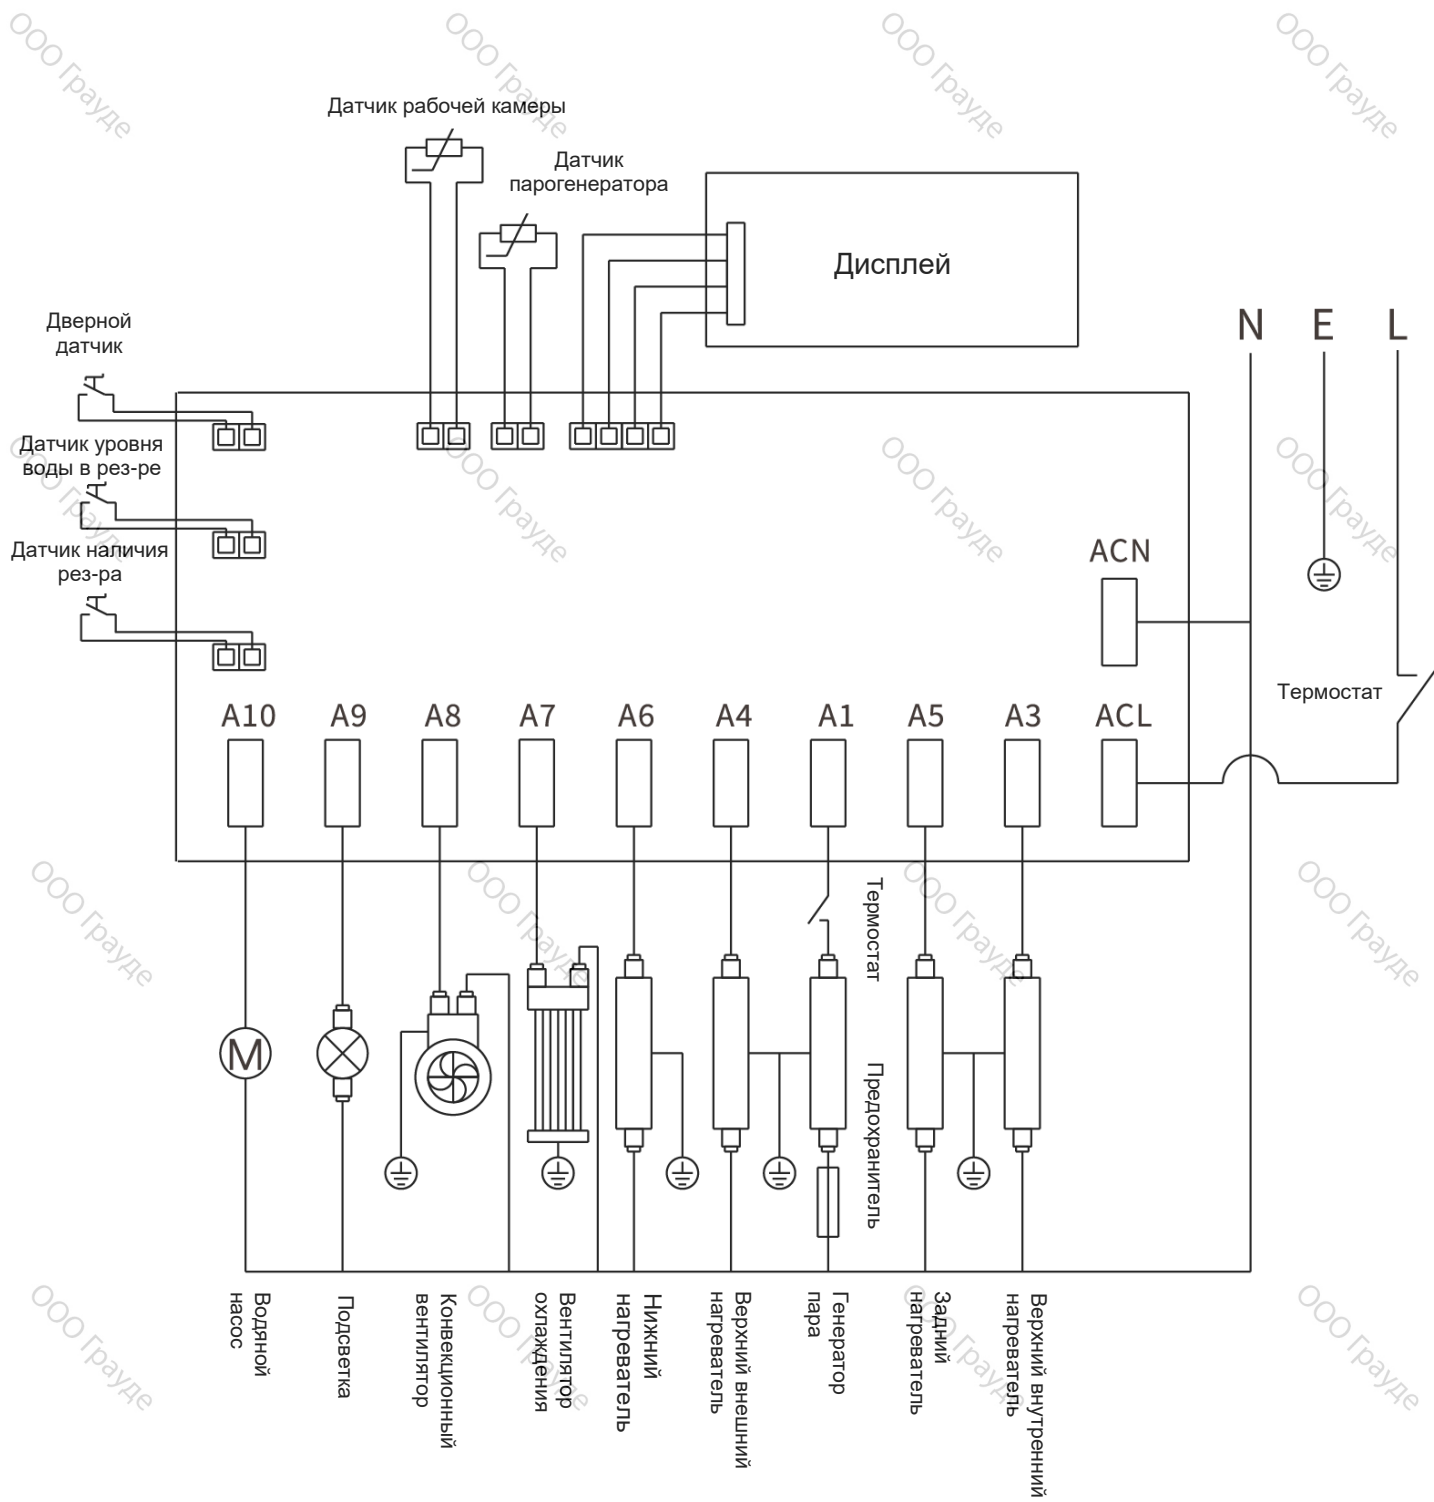 ООО Грауде
ООО Грауде
ООО Грауде
ООО Грауде
Датчик рабочей камеры
Датчик
парогенератора
Дисплей
Дверной
датчик
N E L
Датчик уровня
воды в рез-ре
ООО Грауде
ООО Грауде
ООО Грауде
ООО Грауде
Датчик наличия
рез-ра
ACN
Термостат
A10 A9 A8 A7 A6 A4 A1 A5 A3 ACL
ООО Грауде
ООО Грауде
ООО Грауде
ООО Грауде
Термостат
M
Предохранитель
Водяной
насос
Подсветка
Конвекционный
вентилятор
Вентилятор
охлаждения
Нижний
нагреватель
Верхний внешний
нагреватель
Генератор
пара
Задний
нагреватель
Верхний внутренний
нагреватель
ООО Грауде
ООО Грауде
ООО Грауде
ООО Грауде